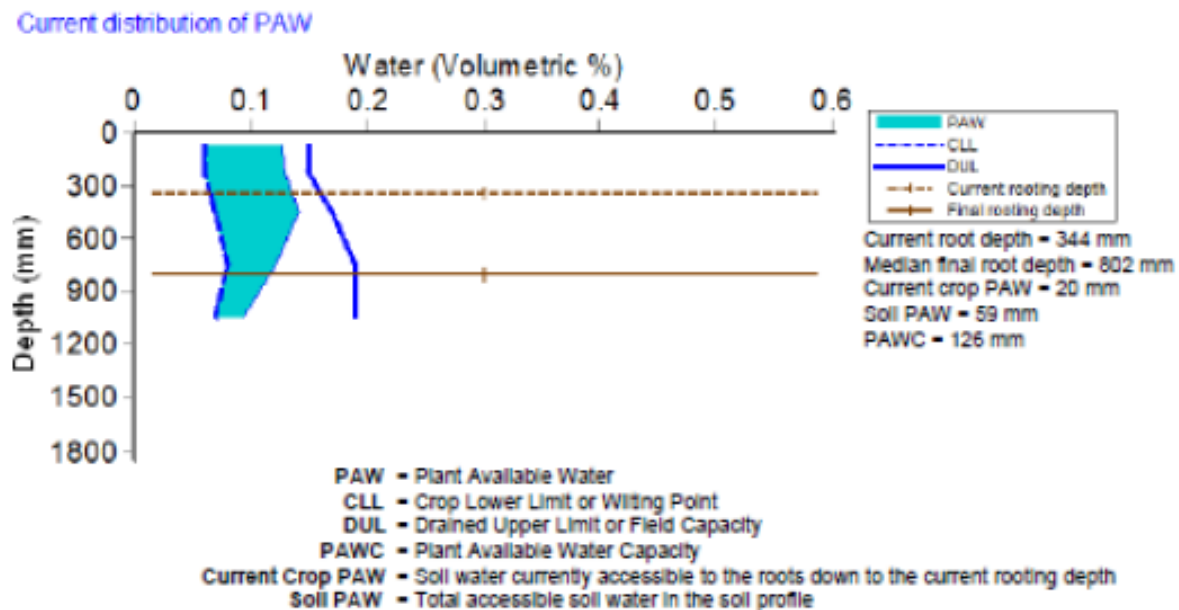 Current distribution of PAW
Water (Volumetric %)
0 0.1 0.2 0.3 0.4 0.5 0.6
0
300
600
900
1200
1500
1800
Depth (mm)
PAW
CLL
DUL
Current rooting depth
Final rooting depth
Current root depth = 344 mm
Median final root depth = 802 mm
Current crop PAW = 20 mm
Soil PAW = 59 mm
PAWC = 126 mm
PAW = Plant Available Water
CLL = Crop Lower Limit or Wilting Point
DUL = Drained Upper Limit or Field Capacity
PAWC = Plant Available Water Capacity
Current Crop PAW = Soil water currently accessible to the roots down to the current rooting depth
Soil PAW = Total accessible soil water in the soil profile